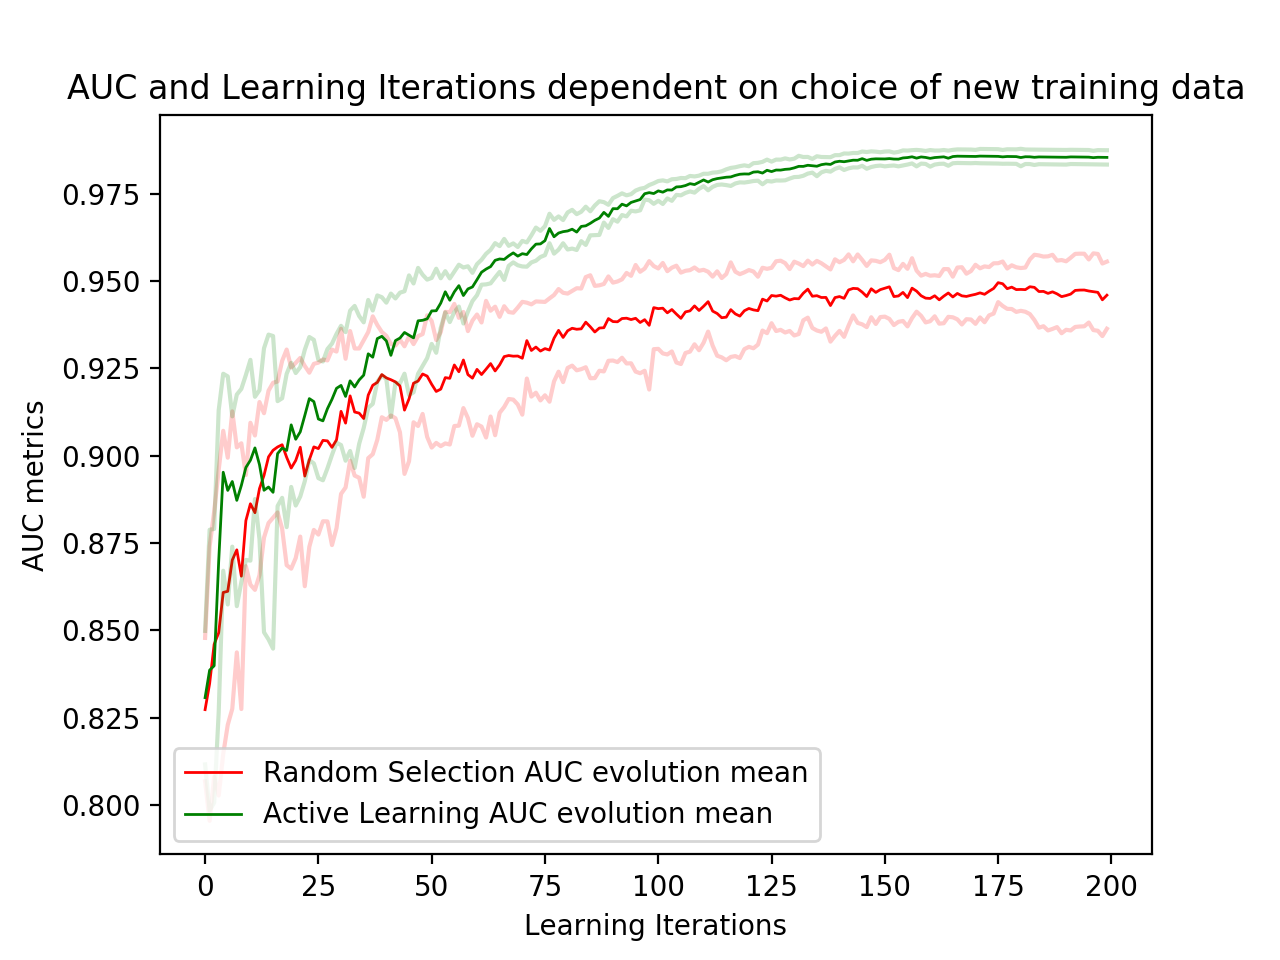 AUC and Learning Iterations dependent on choice of new training data
AUC metrics
0.975
0.950
0.925
0.900
0.875
0.850
0.825
0.800
Random Selection AUC evolution mean
Active Learning AUC evolution mean
0 25 50 75 100 125 150 175 200
Learning Iterations